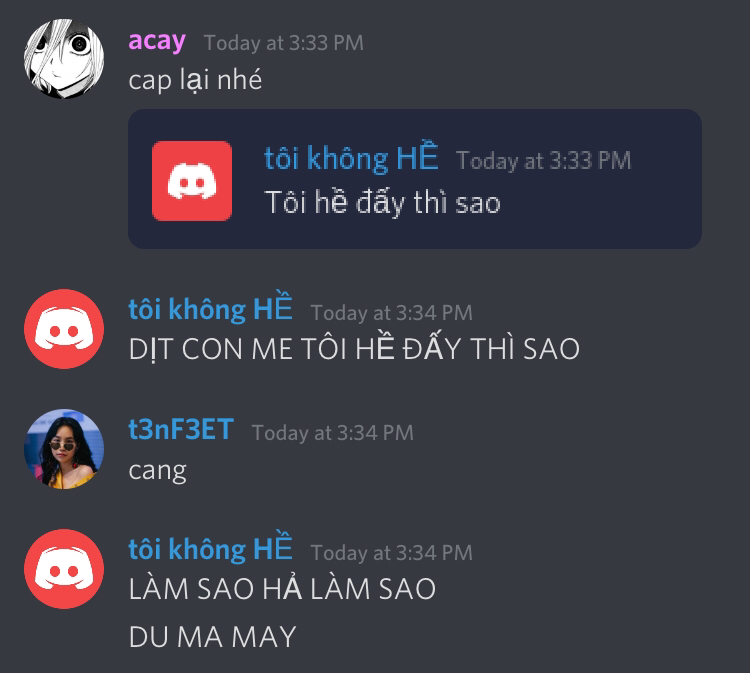 acay Today at 3:33 PM
cap lại nhé
tôi không HỀ Today at 3:33 PM
Tôi hề đấy thì sao
tôi không HỀ Today at 3:34 PM
DỊT CON ME TÔI HỀ ĐẤY THÌ SAO
t3nF3ET Today at 3:34 PM
cang
tôi không HỀ Today at 3:34 PM
LÀM SAO HẢ LÀM SAO
DU MA MAY